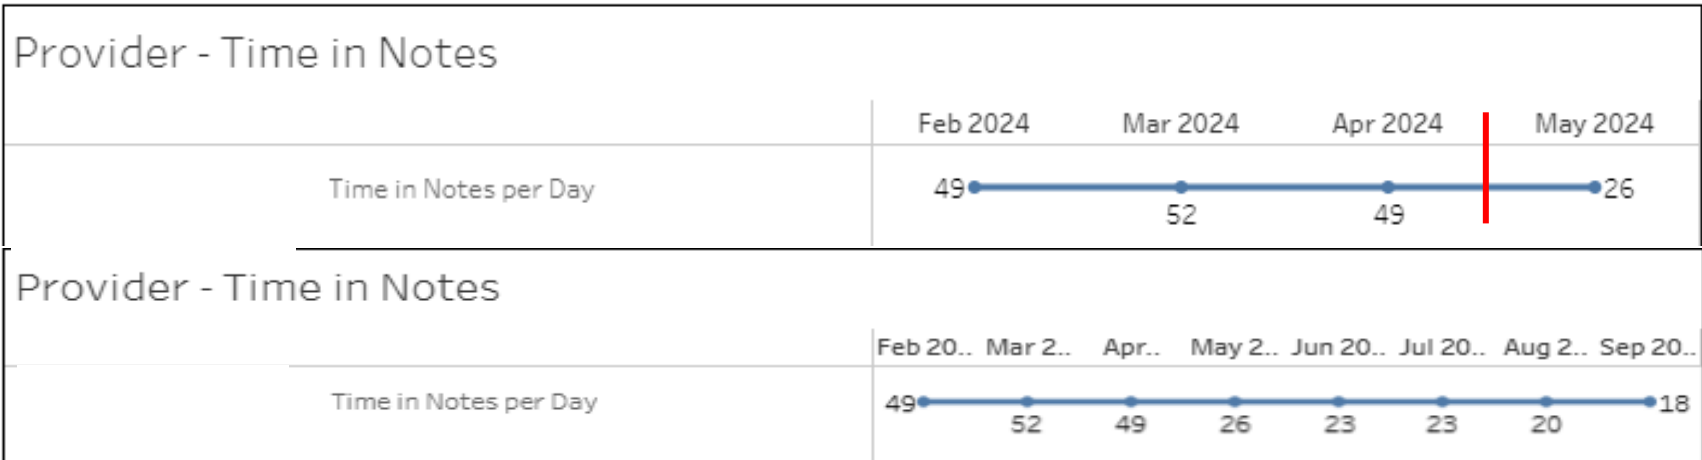 Provider - Time in Notes
Feb 2024 Mar 2024 Apr 2024 May 2024
Time in Notes per Day 49 52 49 26
Provider - Time in Notes
Feb 20.. Mar 2.. Apr.. May 2.. Jun 20.. Jul 20.. Aug 2.. Sep 20..
Time in Notes per Day 49 52 49 26 23 23 20 18